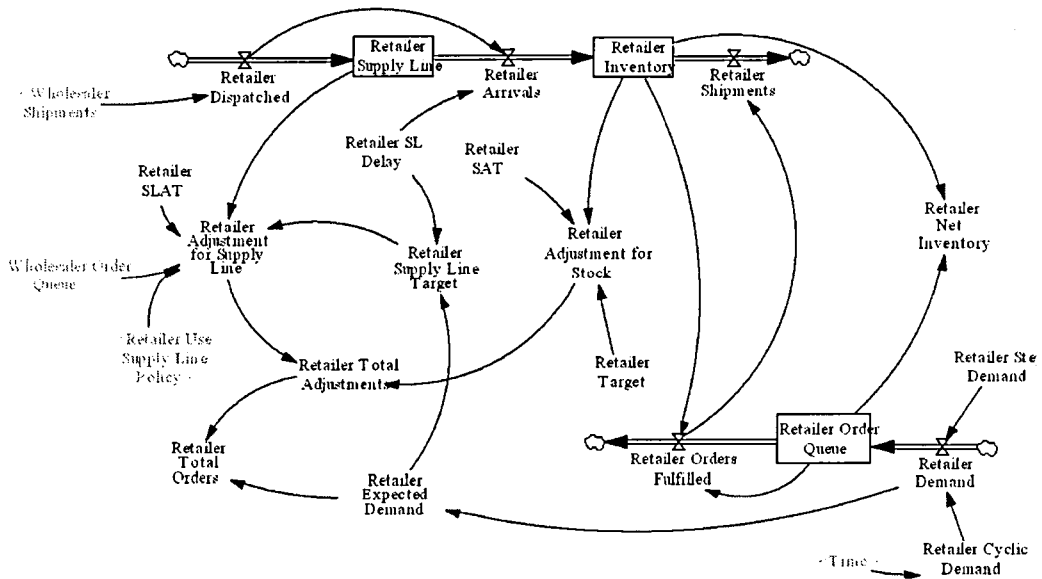 Retailer
Supply Line
Retailer
Inventory
Retailer
Dispatched
Retailer
Arrivals
Retailer
Shipments
Wholesaler
Shipments
Retailer SL
Delay
Retailer
SAT
Retailer
SLAT
Retailer
Adjustment
for Supply
Line
Retailer
Supply Line
Target
Retailer
Adjustment for
Stock
Retailer
Net
Inventory
Wholesaler Order
Queue
Retailer Use
Supply Line
Policy
Retailer Total
Adjustments
Retailer
Target
Retailer Ste
Demand
Retailer
Total
Orders
Retailer
Expected
Demand
Retailer Orders
Fulfilled
Retailer Order
Queue
Retailer
Demand
Retailer Cyclic
Demand
Time